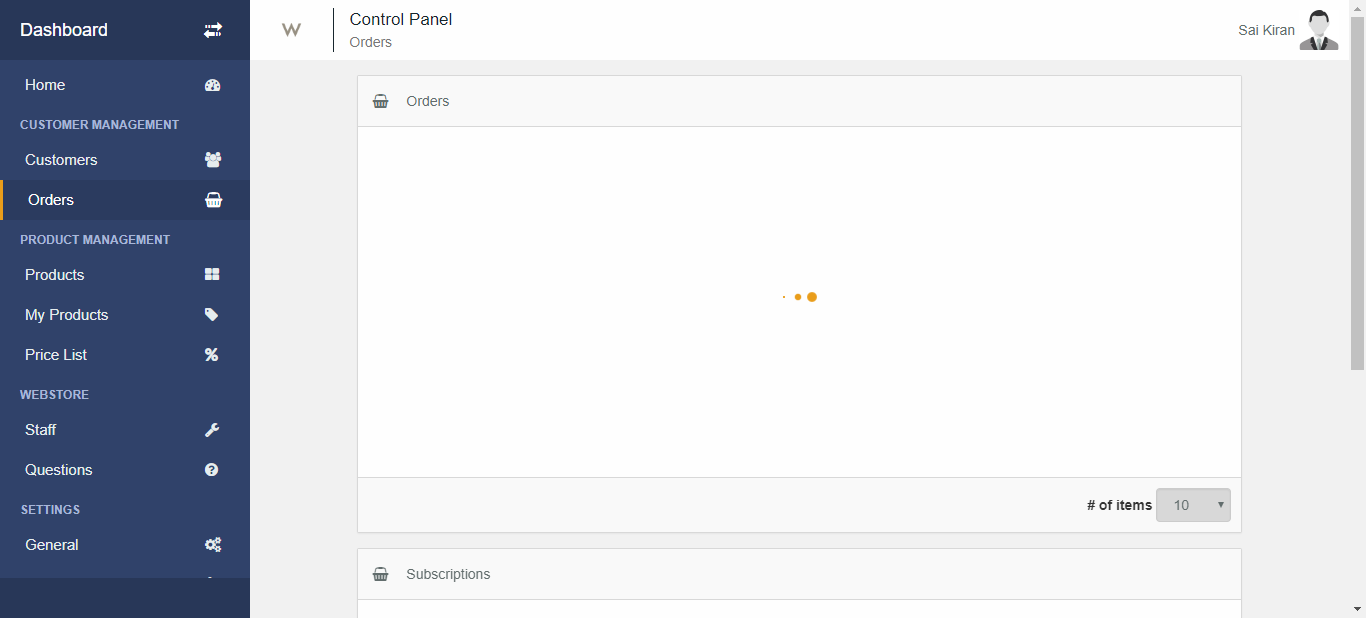 Dashboard
Home
CUSTOMER MANAGEMENT
Customers
Orders
PRODUCT MANAGEMENT
Products
My Products
Price List
WEBSTORE
Staff
Questions
SETTINGS
General
W
Control Panel
Orders
Sai Kiran
Orders
# of items 10
Subscriptions